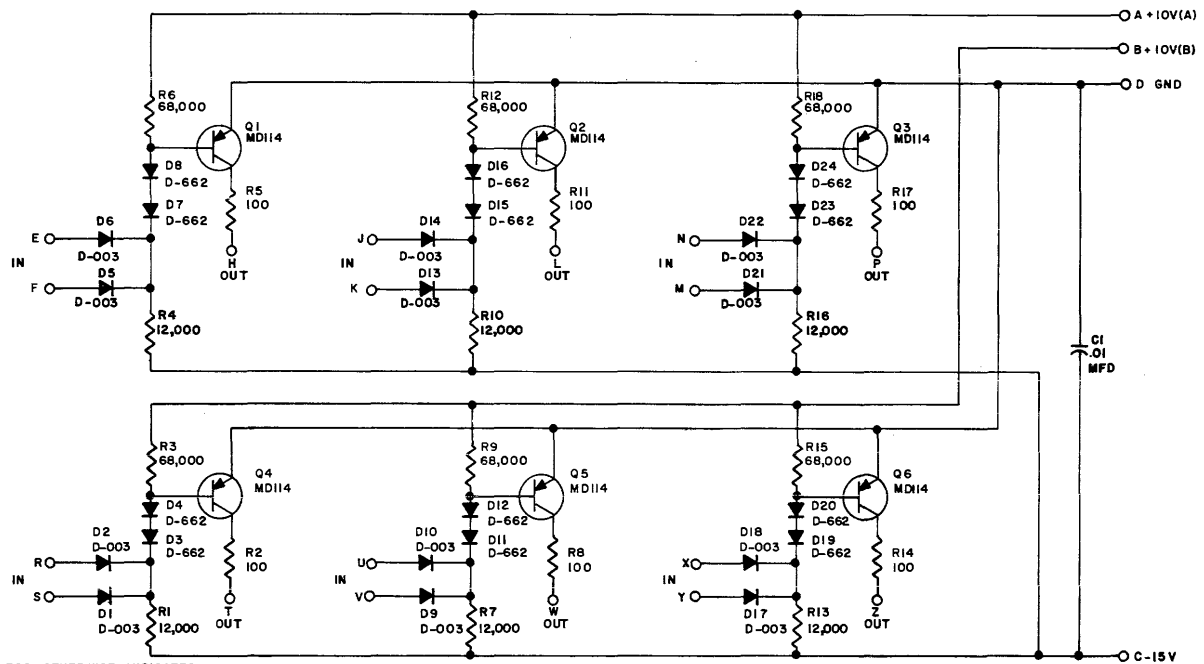 A+10V(A)
B+10V(B)
D GND
R6
68,000
Q1
MD114
D8
D-662
D7
D-662
R5
100
D6
D-003
E
IN
H
OUT
D5
D-003
F
R4
12,000
R12
68,000
Q2
MD114
D16
D-662
D15
D-662
R11
100
D14
D-003
J
IN
L
OUT
D13
D-003
K
R10
12,000
R18
68,000
Q3
MD114
D24
D-662
D23
D-662
R17
100
D22
D-003
N
IN
P
OUT
D21
D-003
M
R16
12,000
C1
.01
MFD
R3
68,000
Q4
MD114
D4
D-662
D3
D-662
D2
D-003
R
IN
S
D1
D-003
R1
12,000
R2
100
T
OUT
R9
68,000
Q5
MD114
D12
D-662
D11
D-662
D10
D-003
U
IN
V
D9
D-003
R7
12,000
R8
100
W
OUT
R15
68,000
Q6
MD114
D20
D-662
D19
D-662
D18
D-003
X
IN
Y
D17
D-003
R13
12,000
R14
100
Z
OUT
C-15V